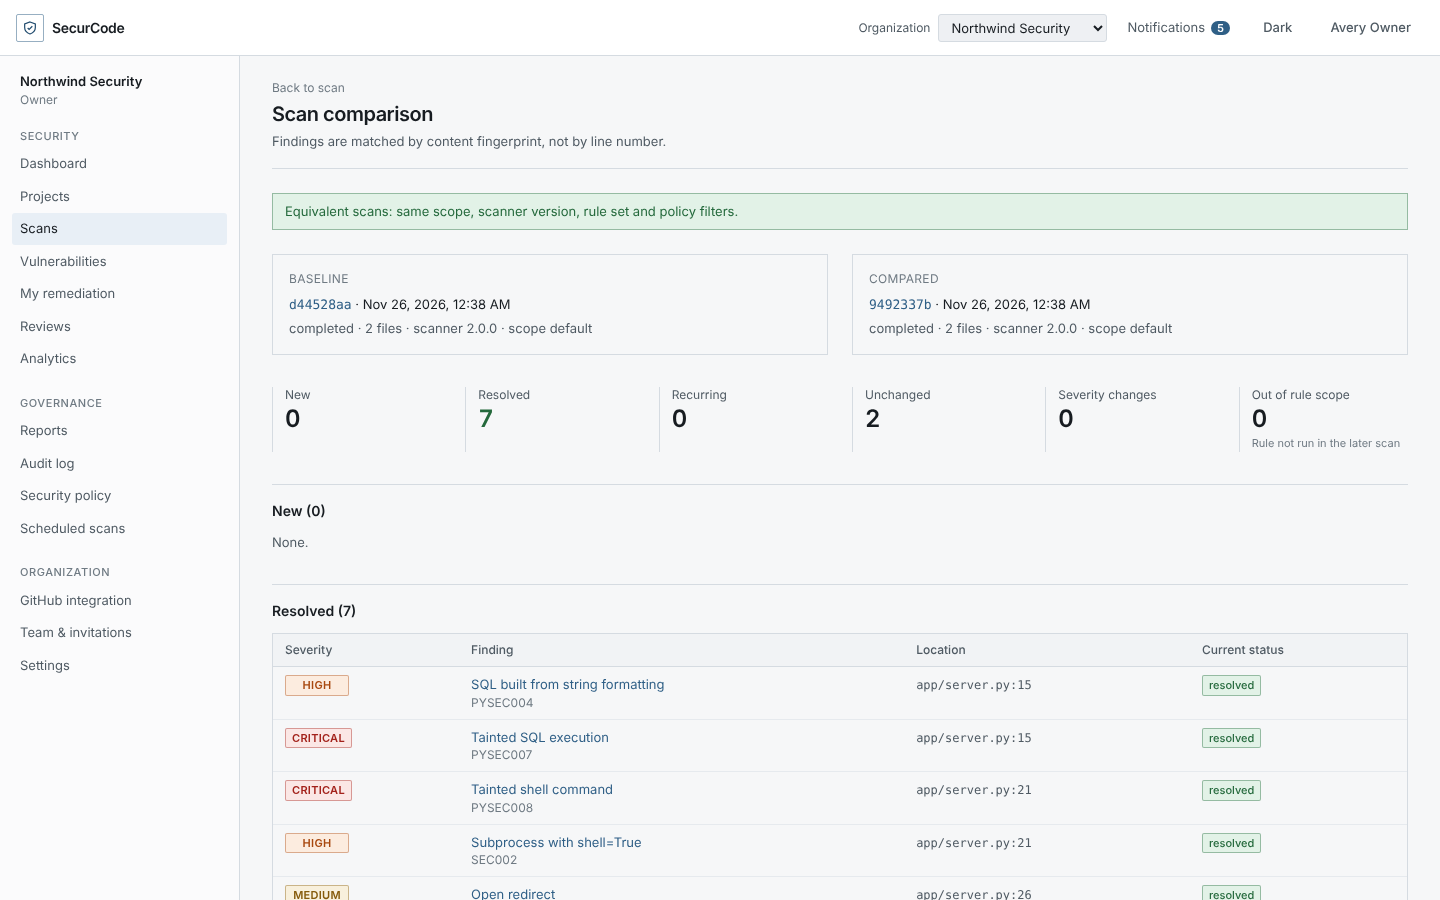 SecurCode
Organization Northwind Security Notifications 5 Dark Avery Owner
Northwind Security
Owner
SECURITY
Dashboard
Projects
Scans
Vulnerabilities
My remediation
Reviews
Analytics
GOVERNANCE
Reports
Audit log
Security policy
Scheduled scans
ORGANIZATION
GitHub integration
Team & invitations
Settings
Back to scan
Scan comparison
Findings are matched by content fingerprint, not by line number.
Equivalent scans: same scope, scanner version, rule set and policy filters.
BASELINE
d44528aa · Nov 26, 2026, 12:38 AM
completed · 2 files · scanner 2.0.0 · scope default
COMPARED
9492337b · Nov 26, 2026, 12:38 AM
completed · 2 files · scanner 2.0.0 · scope default
New
0
Resolved
7
Recurring
0
Unchanged
2
Severity changes
0
Out of rule scope
0
Rule not run in the later scan
New (0)
None.
Resolved (7)
Severity Finding Location Current status
HIGH SQL built from string formatting app/server.py:15 resolved
PYSEC004
CRITICAL Tainted SQL execution app/server.py:15 resolved
PYSEC007
CRITICAL Tainted shell command app/server.py:21 resolved
PYSEC008
HIGH Subprocess with shell=True app/server.py:21 resolved
SEC002
MEDIUM Open redirect app/server.py:26 resolved